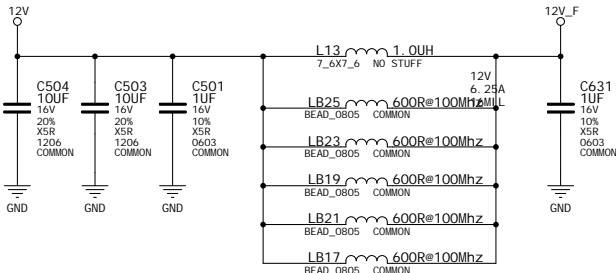 12V
12V_F
L13 1.0UH
7_6X7_6 NO STUFF
C504
10UF
16V
20%
X5R
1206
COMMON
C503
10UF
16V
20%
X5R
1206
COMMON
C501
1UF
16V
10%
X5R
0603
COMMON
12V
6.25A
16MIL
LB25 600R@100Mhz
BEAD_0805 COMMON
LB23 600R@100Mhz
BEAD_0805 COMMON
LB19 600R@100Mhz
BEAD_0805 COMMON
LB21 600R@100Mhz
BEAD_0805 COMMON
LB17 600R@100Mhz
BEAD_0805 COMMON
C631
1UF
16V
10%
X5R
0603
COMMON
GND
GND
GND
GND